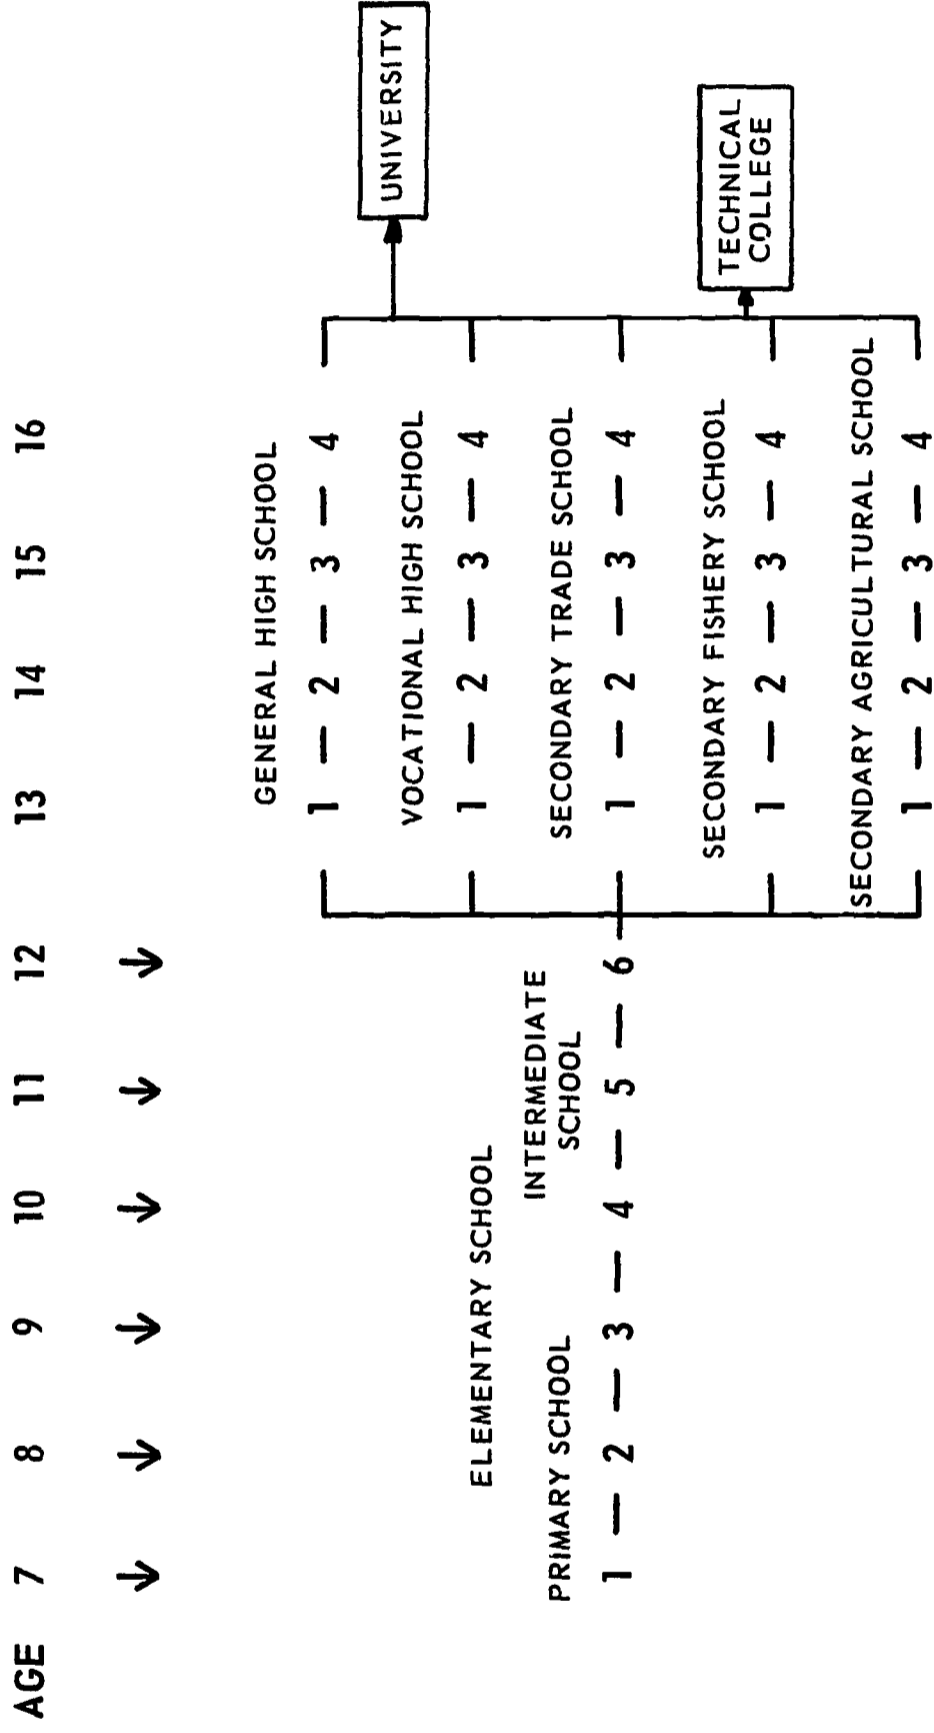 AGE 7 8 9 10 11 12 13 14 15 16
GENERAL HIGH SCHOOL
1 — 2 — 3 — 4
UNIVERSITY
VOCATIONAL HIGH SCHOOL
1 — 2 — 3 — 4
ELEMENTARY SCHOOL
PRIMARY SCHOOL
INTERMEDIATE
SCHOOL
1 — 2 — 3 — 4 — 5 — 6
SECONDARY TRADE SCHOOL
1 — 2 — 3 — 4
SECONDARY FISHERY SCHOOL
1 — 2 — 3 — 4
TECHNICAL
COLLEGE
SECONDARY AGRICULTURAL SCHOOL
1 — 2 — 3 — 4